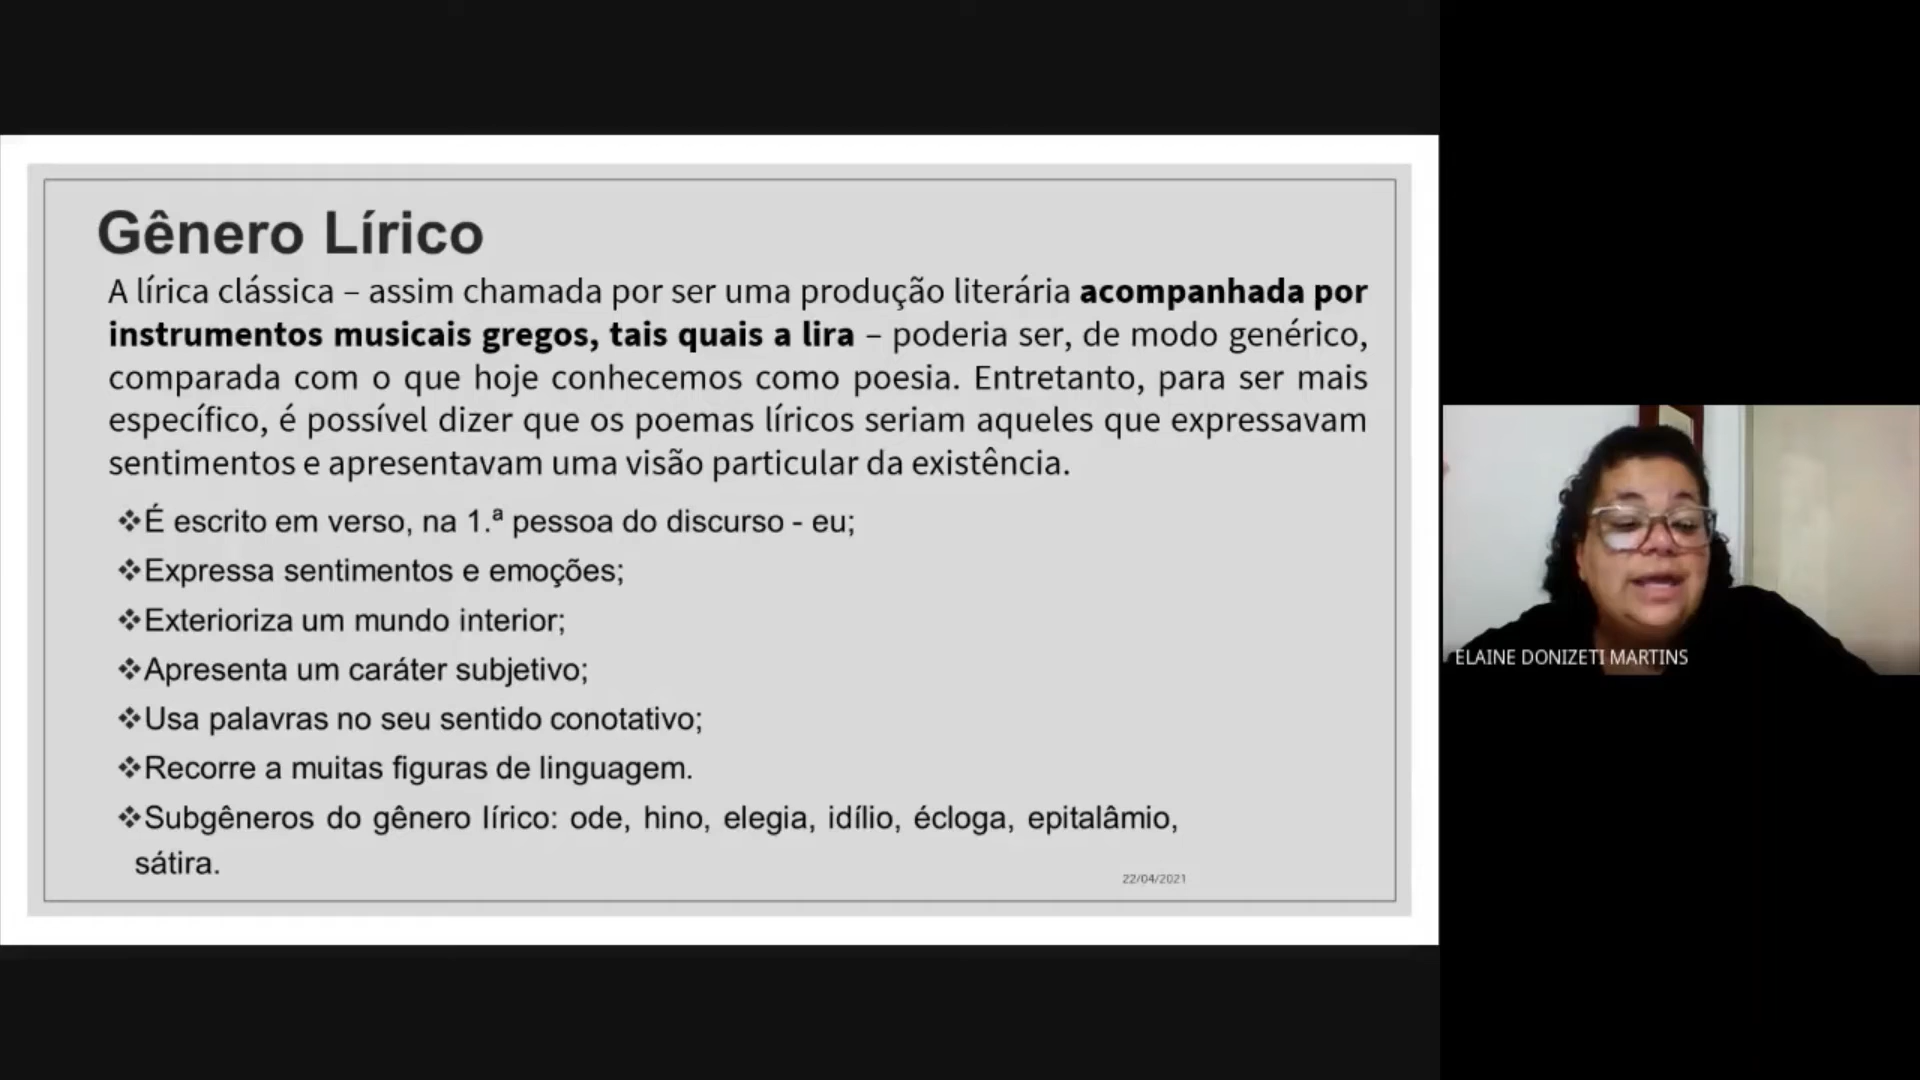 Gênero Lírico
A lírica clássica – assim chamada por ser uma produção literária acompanhada por
instrumentos musicais gregos, tais quais a lira – poderia ser, de modo genérico,
comparada com o que hoje conhecemos como poesia. Entretanto, para ser mais
específico, é possível dizer que os poemas líricos seriam aqueles que expressavam
sentimentos e apresentavam uma visão particular da existência.
❖É escrito em verso, na 1.ª pessoa do discurso - eu;
❖Expressa sentimentos e emoções;
❖Exterioriza um mundo interior;
❖Apresenta um caráter subjetivo;
❖Usa palavras no seu sentido conotativo;
❖Recorre a muitas figuras de linguagem.
❖Subgêneros do gênero lírico: ode, hino, elegia, idílio, écloga, epitalâmio,
sátira.
22/04/2021
ELAINE DONIZETI MARTINS